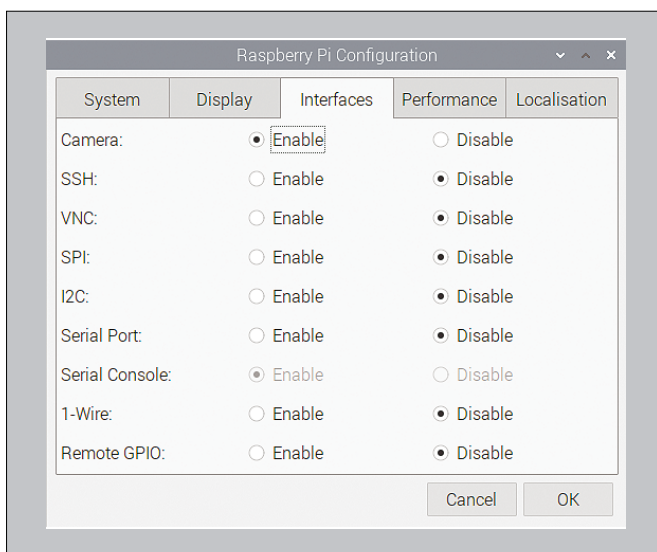 Raspberry Pi Configuration
System Display Interfaces Performance Localisation
Camera: Enable Disable
SSH: Enable Disable
VNC: Enable Disable
SPI: Enable Disable
I2C: Enable Disable
Serial Port: Enable Disable
Serial Console: Enable Disable
1-Wire: Enable Disable
Remote GPIO: Enable Disable
Cancel OK